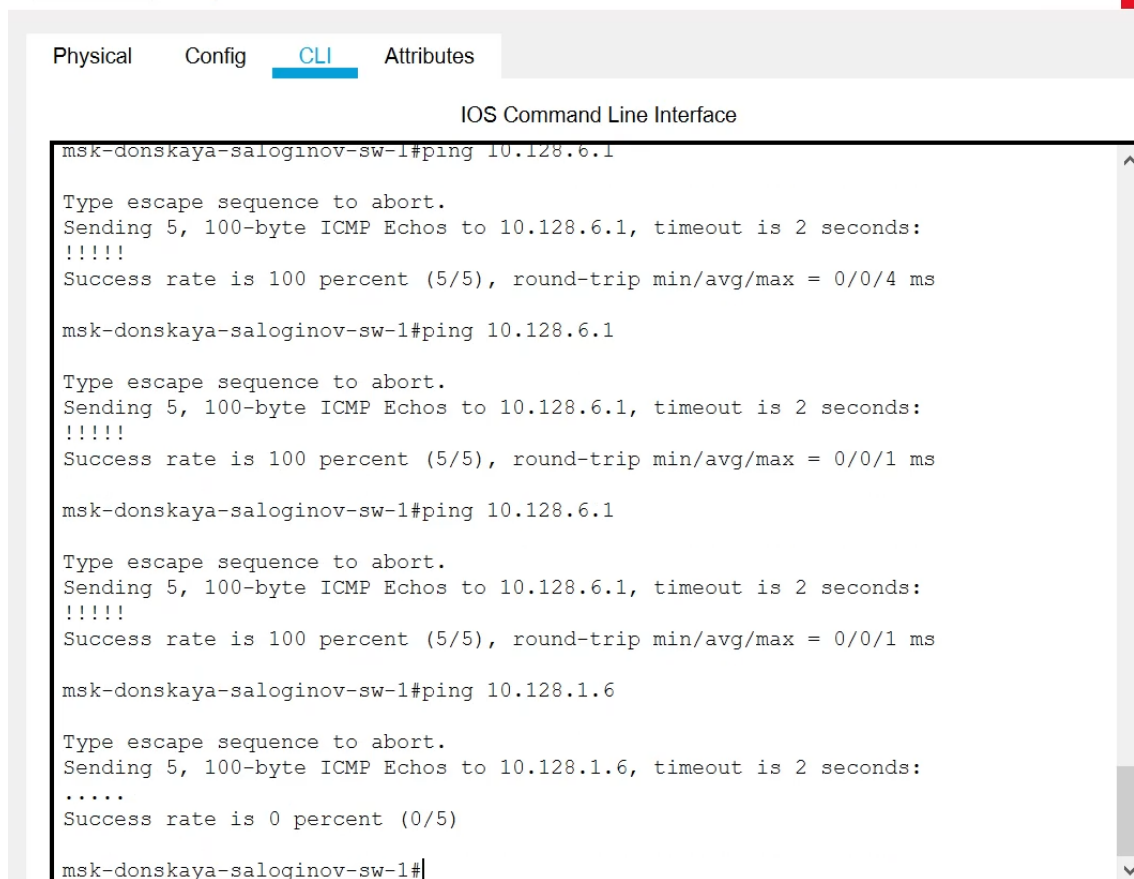 Physical Config CLI Attributes
IOS Command Line Interface
msk-donskaya-saloginov-sw-1#ping 10.128.6.1
Type escape sequence to abort.
Sending 5, 100-byte ICMP Echos to 10.128.6.1, timeout is 2 seconds:
!!!!!
Success rate is 100 percent (5/5), round-trip min/avg/max = 0/0/4 ms
msk-donskaya-saloginov-sw-1#ping 10.128.6.1
Type escape sequence to abort.
Sending 5, 100-byte ICMP Echos to 10.128.6.1, timeout is 2 seconds:
!!!!!
Success rate is 100 percent (5/5), round-trip min/avg/max = 0/0/1 ms
msk-donskaya-saloginov-sw-1#ping 10.128.6.1
Type escape sequence to abort.
Sending 5, 100-byte ICMP Echos to 10.128.6.1, timeout is 2 seconds:
!!!!!
Success rate is 100 percent (5/5), round-trip min/avg/max = 0/0/1 ms
msk-donskaya-saloginov-sw-1#ping 10.128.1.6
Type escape sequence to abort.
Sending 5, 100-byte ICMP Echos to 10.128.1.6, timeout is 2 seconds:
.....
Success rate is 0 percent (0/5)
msk-donskaya-saloginov-sw-1#